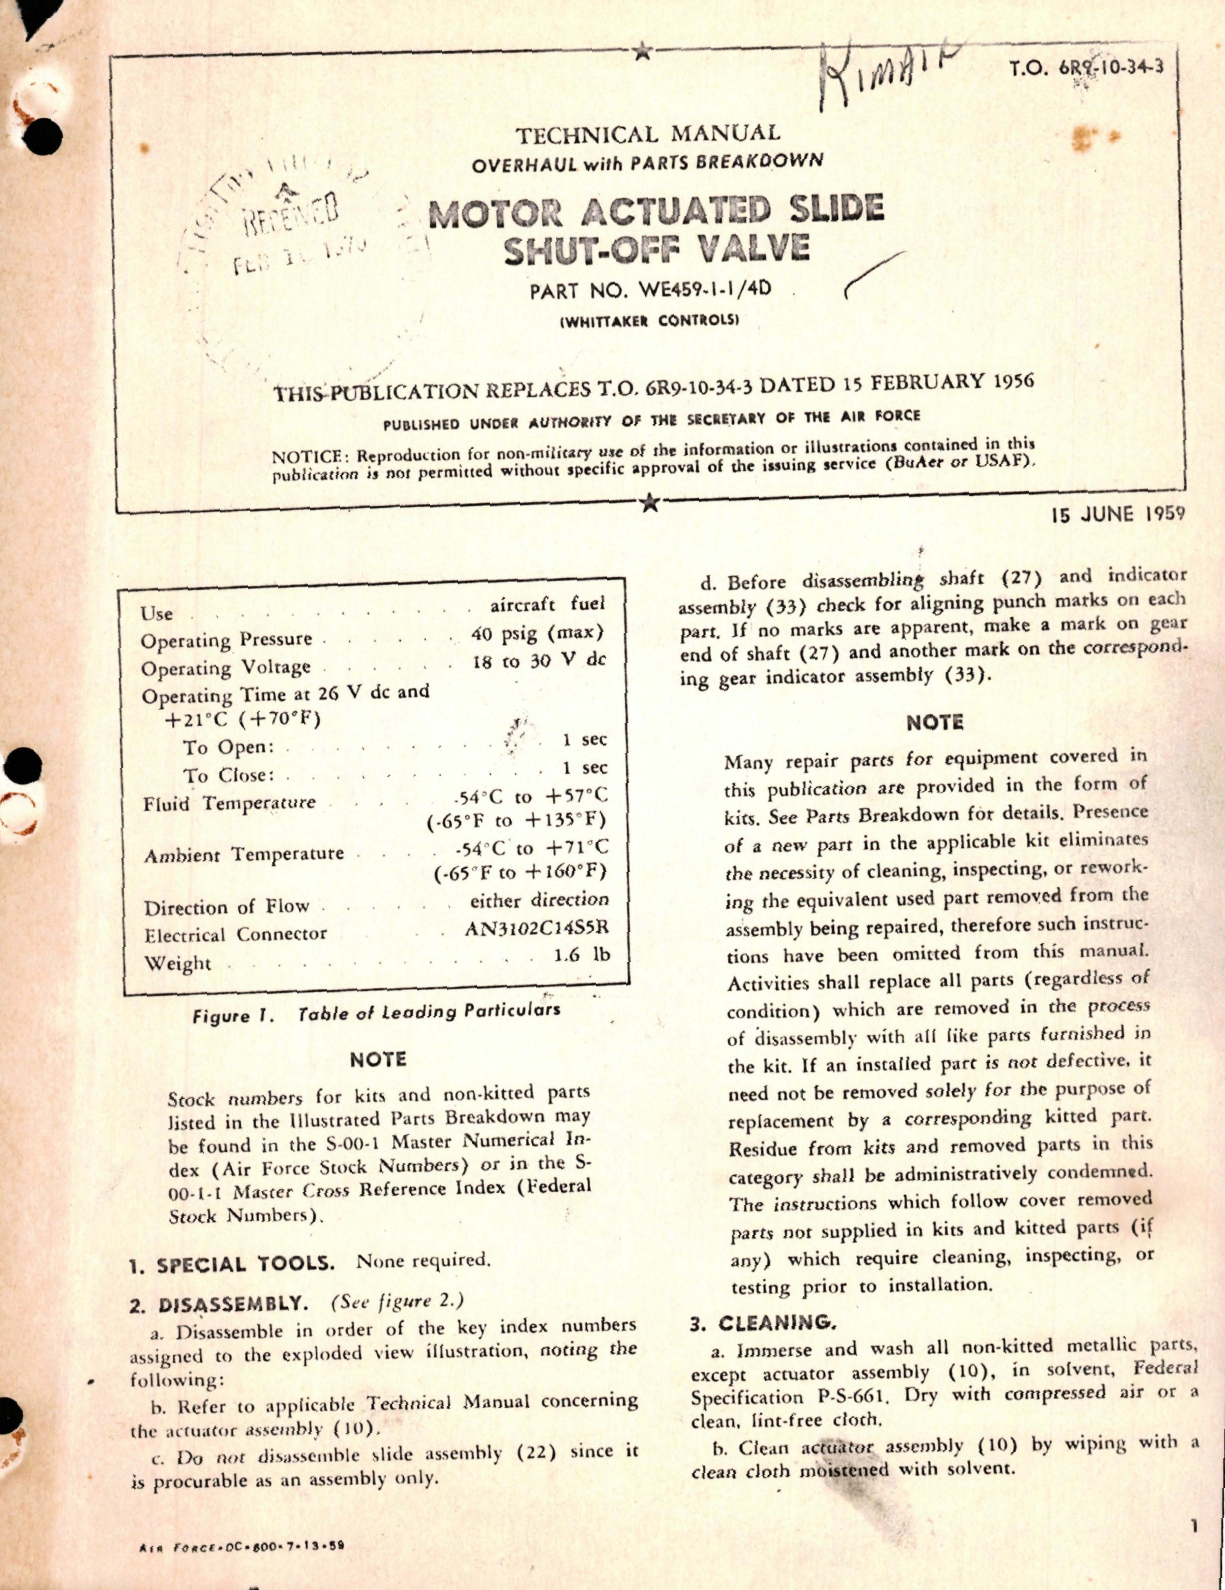 KIMAIR
T.O. 6R9-10-34-3
TECHNICAL MANUAL
OVERHAUL with PARTS BREAKDOWN
MOTOR ACTUATED SLIDE
SHUT-OFF VALVE
PART NO. WE459-1-1/4D
(WHITTAKER CONTROLS)
RECEIVED
FEB
THIS PUBLICATION REPLACES T.O. 6R9-10-34-3 DATED 15 FEBRUARY 1956
PUBLISHED UNDER AUTHORITY OF THE SECRETARY OF THE AIR FORCE
NOTICE: Reproduction for non-military use of the information or illustrations contained in this
publication is not permitted without specific approval of the issuing service (BuAer or USAF).
15 JUNE 1959
Use . . . . . . . . . . . . aircraft fuel
Operating Pressure . . . . . . 40 psig (max)
Operating Voltage . . . . . . 18 to 30 V dc
Operating Time at 26 V dc and
+21°C (+70°F)
To Open: . . . . . . . . . . 1 sec
To Close: . . . . . . . . . . 1 sec
Fluid Temperature . . . . -54°C to +57°C
(-65°F to +135°F)
Ambient Temperature . . . . -54°C to +71°C
(-65°F to +160°F)
Direction of Flow . . . . . . either direction
Electrical Connector . . . AN3102C14S5R
Weight . . . . . . . . . . . . 1.6 lb
Figure 1. Table of Leading Particulars
NOTE
Stock numbers for kits and non-kitted parts
listed in the Illustrated Parts Breakdown may
be found in the S-00-1 Master Numerical In-
dex (Air Force Stock Numbers) or in the S-
00-1-1 Master Cross Reference Index (Federal
Stock Numbers).
1. SPECIAL TOOLS. None required.
2. DISASSEMBLY. (See figure 2.)
a. Disassemble in order of the key index numbers
assigned to the exploded view illustration, noting the
following:
b. Refer to applicable Technical Manual concerning
the actuator assembly (10).
c. Do not disassemble slide assembly (22) since it
is procurable as an assembly only.
d. Before disassembling shaft (27) and indicator
assembly (33) check for aligning punch marks on each
part. If no marks are apparent, make a mark on gear
end of shaft (27) and another mark on the correspond-
ing gear indicator assembly (33).
NOTE
Many repair parts for equipment covered in
this publication are provided in the form of
kits. See Parts Breakdown for details. Presence
of a new part in the applicable kit eliminates
the necessity of cleaning, inspecting, or rework-
ing the equivalent used part removed from the
assembly being repaired, therefore such instruc-
tions have been omitted from this manual.
Activities shall replace all parts (regardless of
condition) which are removed in the process
of disassembly with all like parts furnished in
the kit. If an installed part is not defective, it
need not be removed solely for the purpose of
replacement by a corresponding kitted part.
Residue from kits and removed parts in this
category shall be administratively condemned.
The instructions which follow cover removed
parts not supplied in kits and kitted parts (if
any) which require cleaning, inspecting, or
testing prior to installation.
3. CLEANING.
a. Immerse and wash all non-kitted metallic parts,
except actuator assembly (10), in solvent, Federal
Specification P-S-661. Dry with compressed air or a
clean, lint-free cloth.
b. Clean actuator assembly (10) by wiping with a
clean cloth moistened with solvent.
AIR FORCE-OC-600-7-13-59
1